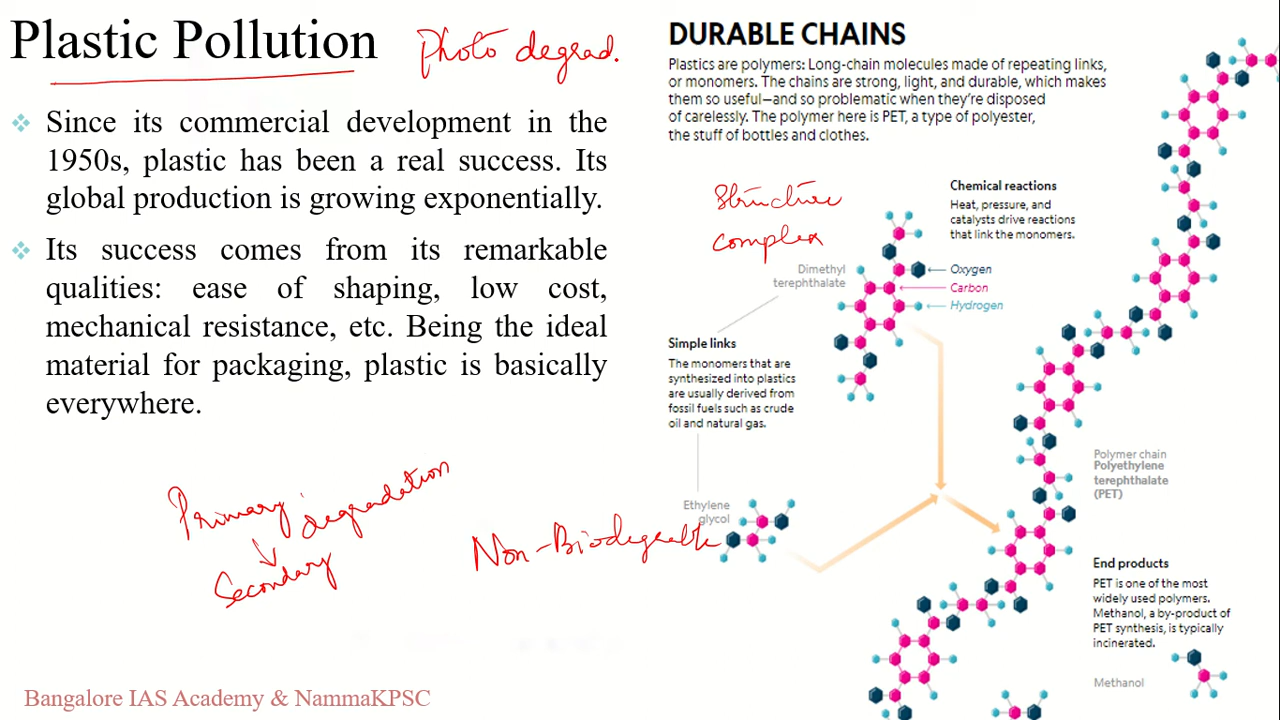 Plastic Pollution
Photo degrad.
Since its commercial development in the
1950s, plastic has been a real success. Its
global production is growing exponentially.
Its success comes from its remarkable
qualities: ease of shaping, low cost,
mechanical resistance, etc. Being the ideal
material for packaging, plastic is basically
everywhere.
Primary degradation
Secondary
Non-Biodegrable
Bangalore IAS Academy & NammaKPSC
DURABLE CHAINS
Plastics are polymers: Long-chain molecules made of repeating links,
or monomers. The chains are strong, light, and durable, which makes
them so useful—and so problematic when they're disposed
of carelessly. The polymer here is PET, a type of polyester,
the stuff of bottles and clothes.
Structure
complex
Chemical reactions
Heat, pressure, and
catalysts drive reactions
that link the monomers.
Dimethyl
terephthalate
Oxygen
Carbon
Hydrogen
Simple links
The monomers that are
synthesized into plastics
are usually derived from
fossil fuels such as crude
oil and natural gas.
Ethylene
glycol
Polymer chain
Polyethylene
terephthalate
(PET)
End products
PET is one of the most
widely used polymers.
Methanol, a by-product of
PET synthesis, is typically
incinerated.
Methanol